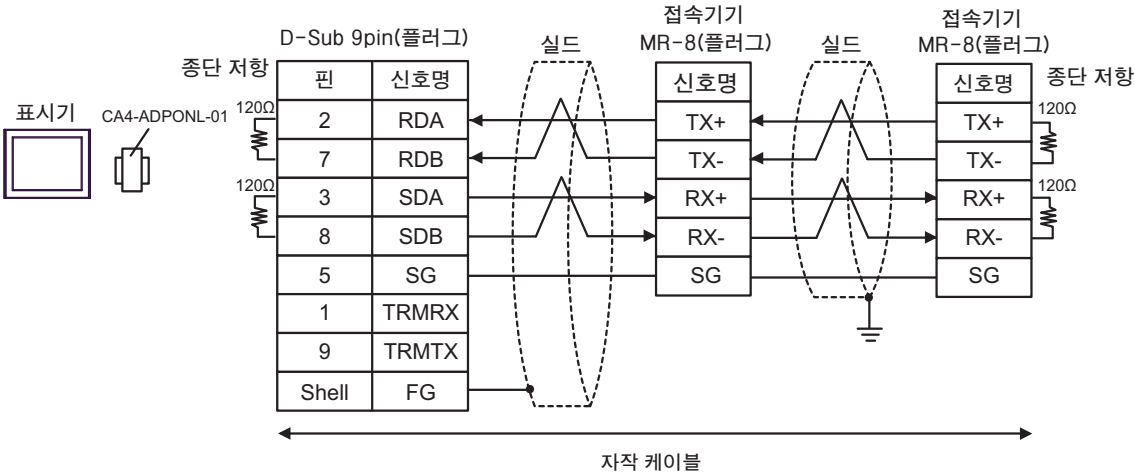 접속기기
MR-8(플러그)
접속기기
MR-8(플러그)
D-Sub 9pin(플러그)
실드
실드
종단 저항
종단 저항
표시기
CA4-ADPONL-01
120Ω
120Ω
핀 신호명
2 RDA
7 RDB
3 SDA
8 SDB
5 SG
1 TRMRX
9 TRMTX
Shell FG
신호명
TX+
TX-
RX+
RX-
SG
신호명
TX+
TX-
RX+
RX-
SG
120Ω
120Ω
자작 케이블